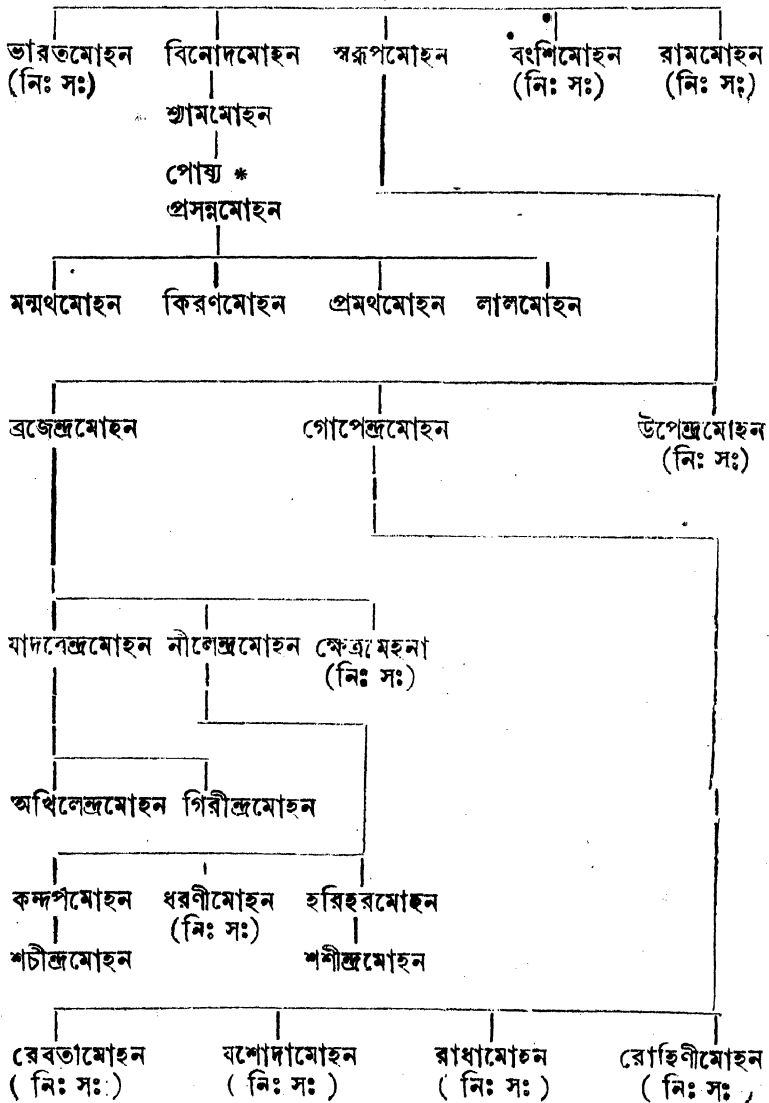 ভারতমোহন বিনোদমোহন স্বরূপমোহন বংশিমোহন রামমোহন
(নিঃ সঃ) (নিঃ সঃ) (নিঃ সঃ)
শ্যামমোহন
পোষ্য *
প্রসন্নমোহন
মন্মথমোহন কিরণমোহন প্রমথমোহন লালমোহন
ব্রজেন্দ্রমোহন গোপেন্দ্রমোহন উপেন্দ্রমোহন
(নিঃ সঃ)
যাদবেন্দ্রমোহন নীলেন্দ্রমোহন ক্ষেত্রমেহনা
(নিঃ সঃ)
অখিলেন্দ্রমোহন গিরীন্দ্রমোহন
কন্দর্পমোহন ধরণীমোহন হরিহরমোহন
(নিঃ সঃ)
শচীন্দ্রমোহন শশীন্দ্রমোহন
রেবতীমোহন যশোদামোহন রাধামোহন রোহিণীমোহন
( নিঃ সঃ ) ( নিঃ সঃ ) ( নিঃ সঃ ) ( নিঃ সঃ )